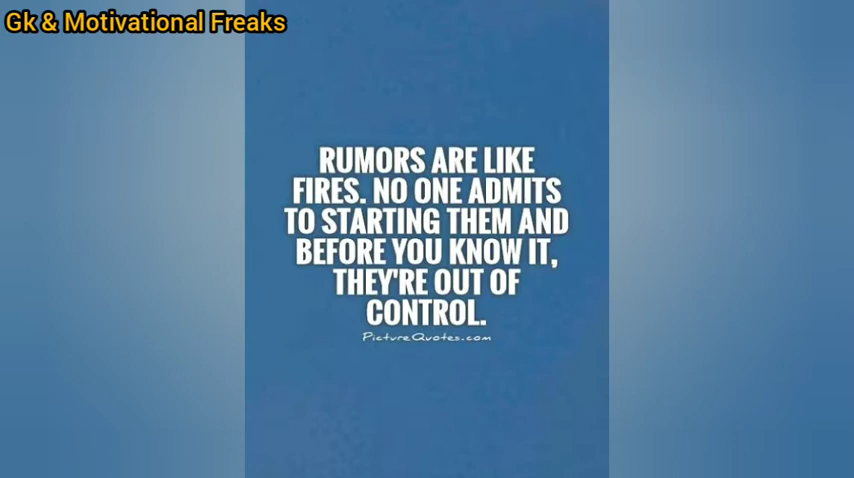 Gk & Motivational Freaks
RUMORS ARE LIKE
FIRES. NO ONE ADMITS
TO STARTING THEM AND
BEFORE YOU KNOW IT,
THEY'RE OUT OF
CONTROL.
PictureQuotes.com